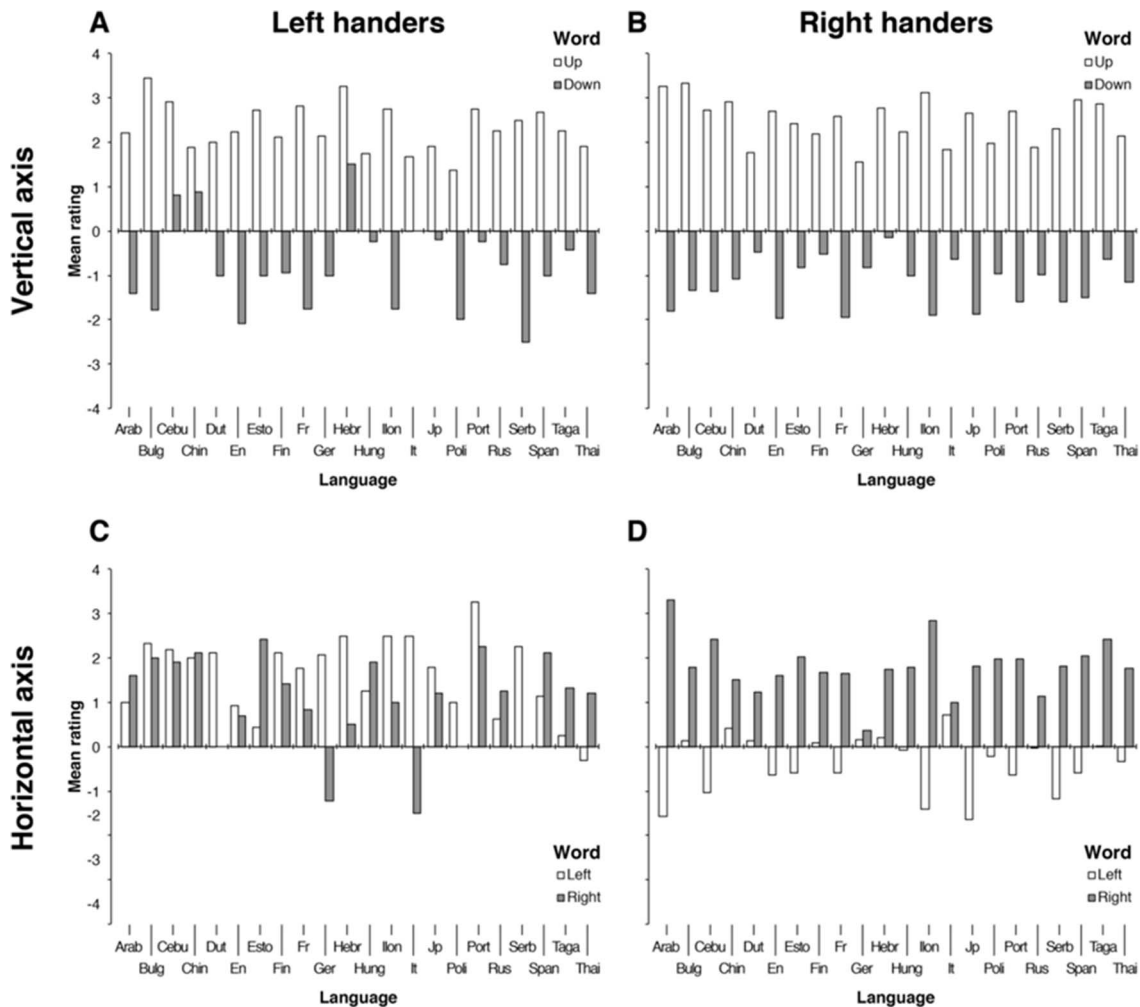 A
Left handers
B
Right handers
Word
Up
Down
Word
Up
Down
Vertical axis
Mean rating
4
3
2
1
0
-1
-2
-3
-4
Arab Cebu Dut Esto Fr Hebr Ilon Jp Port Serb Taga
Bulg Chin En Fin Ger Hung It Poli Rus Span Thai
Language
Arab Cebu Dut Esto Fr Hebr Ilon Jp Port Serb Taga
Bulg Chin En Fin Ger Hung It Poli Rus Span Thai
Language
C
D
Horizontal axis
Mean rating
4
3
2
1
0
-1
-2
-3
-4
Word
Left
Right
Word
Left
Right
Arab Cebu Dut Esto Fr Hebr Ilon Jp Port Serb Taga
Bulg Chin En Fin Ger Hung It Poli Rus Span Thai
Language
Arab Cebu Dut Esto Fr Hebr Ilon Jp Port Serb Taga
Bulg Chin En Fin Ger Hung It Poli Rus Span Thai
Language